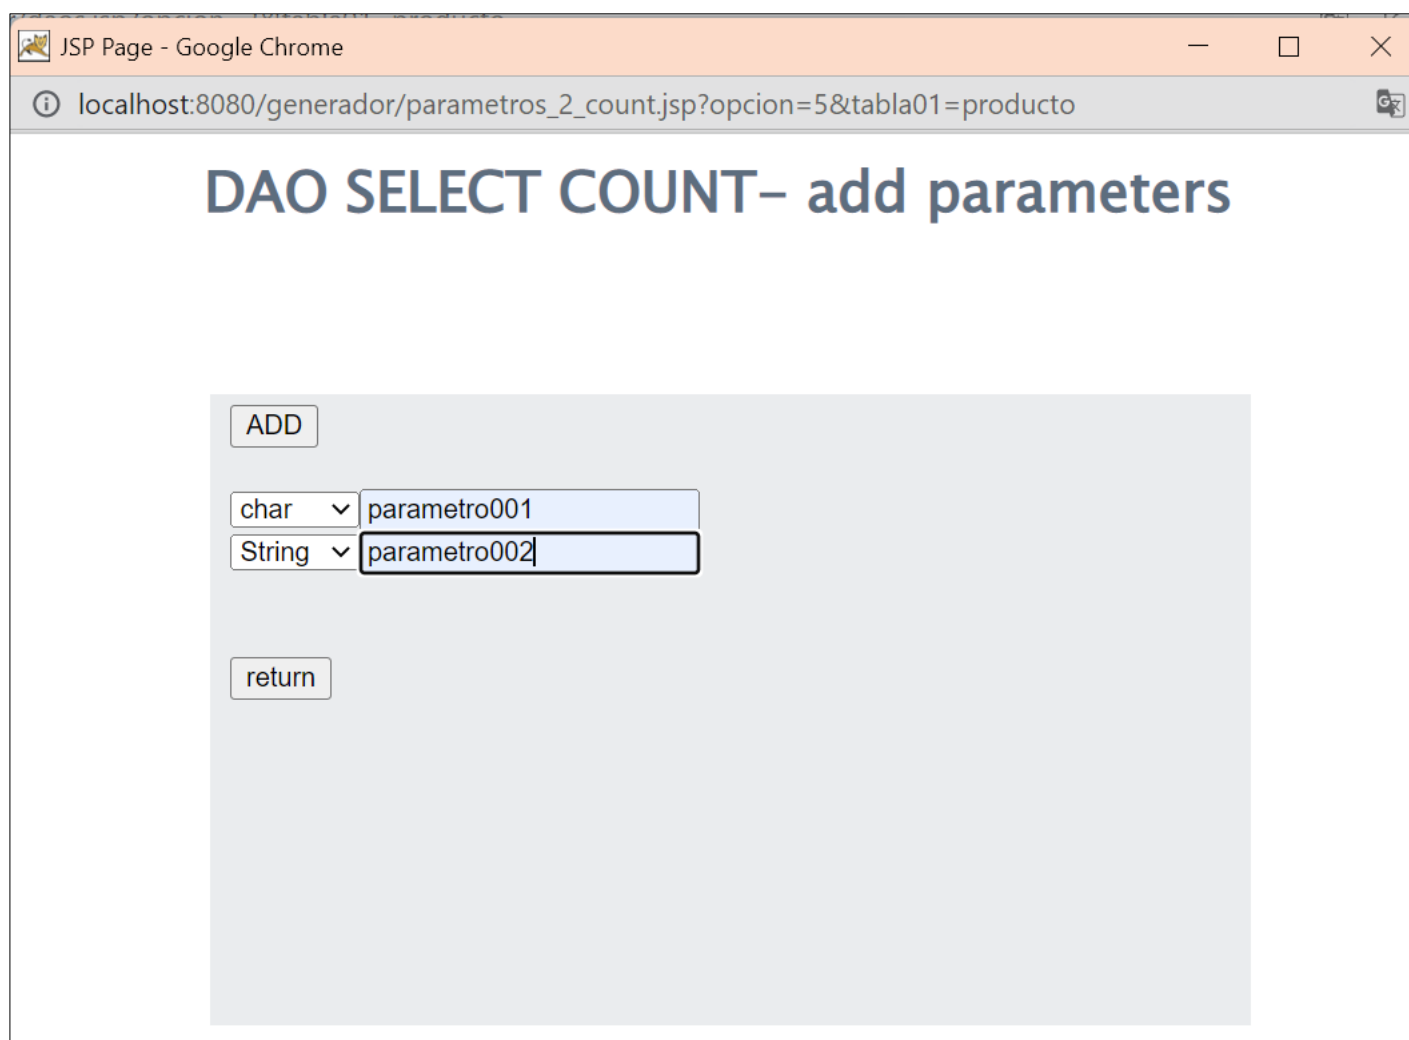 JSP Page - Google Chrome
localhost:8080/generador/parametros_2_count.jsp?opcion=5&tabla01=producto
DAO SELECT COUNT- add parameters
ADD
char parametro001
String parametro002
return